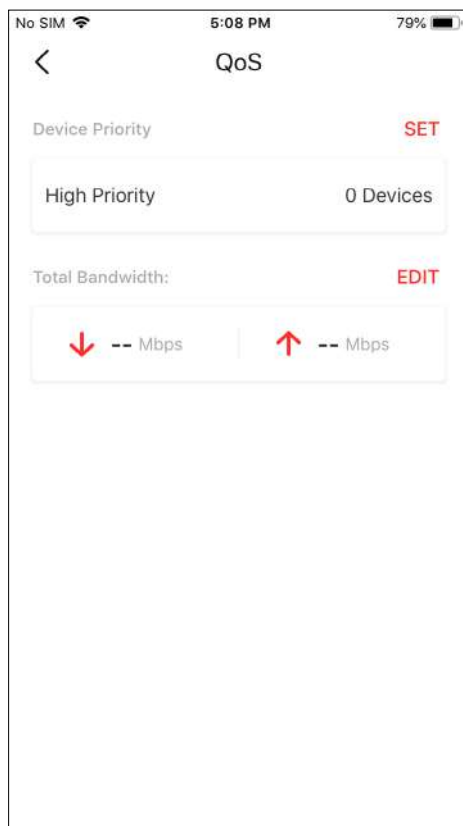 No SIM 5:08 PM 79%
QoS
Device Priority SET
High Priority 0 Devices
Total Bandwidth: EDIT
-- Mbps -- Mbps